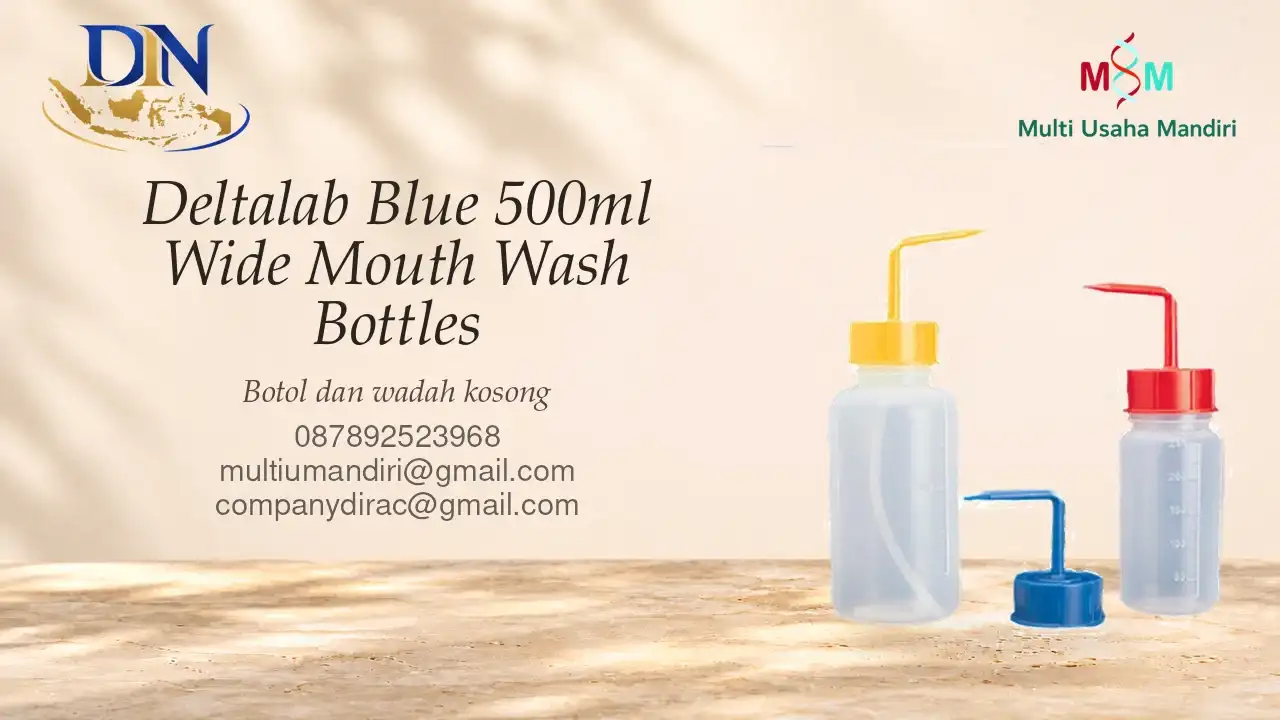 DIN
M M
Multi Usaha Mandiri
Deltalab Blue 500ml
Wide Mouth Wash
Bottles
Botol dan wadah kosong
087892523968
multiumandiri@gmail.com
companydirac@gmail.com